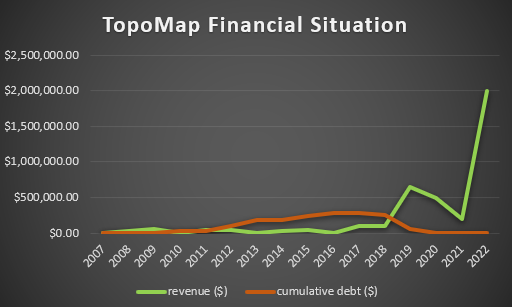 TopoMap Financial Situation
$2,500,000.00
$2,000,000.00
$1,500,000.00
$1,000,000.00
$500,000.00
$0.00
2007 2008 2009 2010 2011 2012 2013 2014 2015 2016 2017 2018 2019 2020 2021 2022
revenue ($) cumulative debt ($)